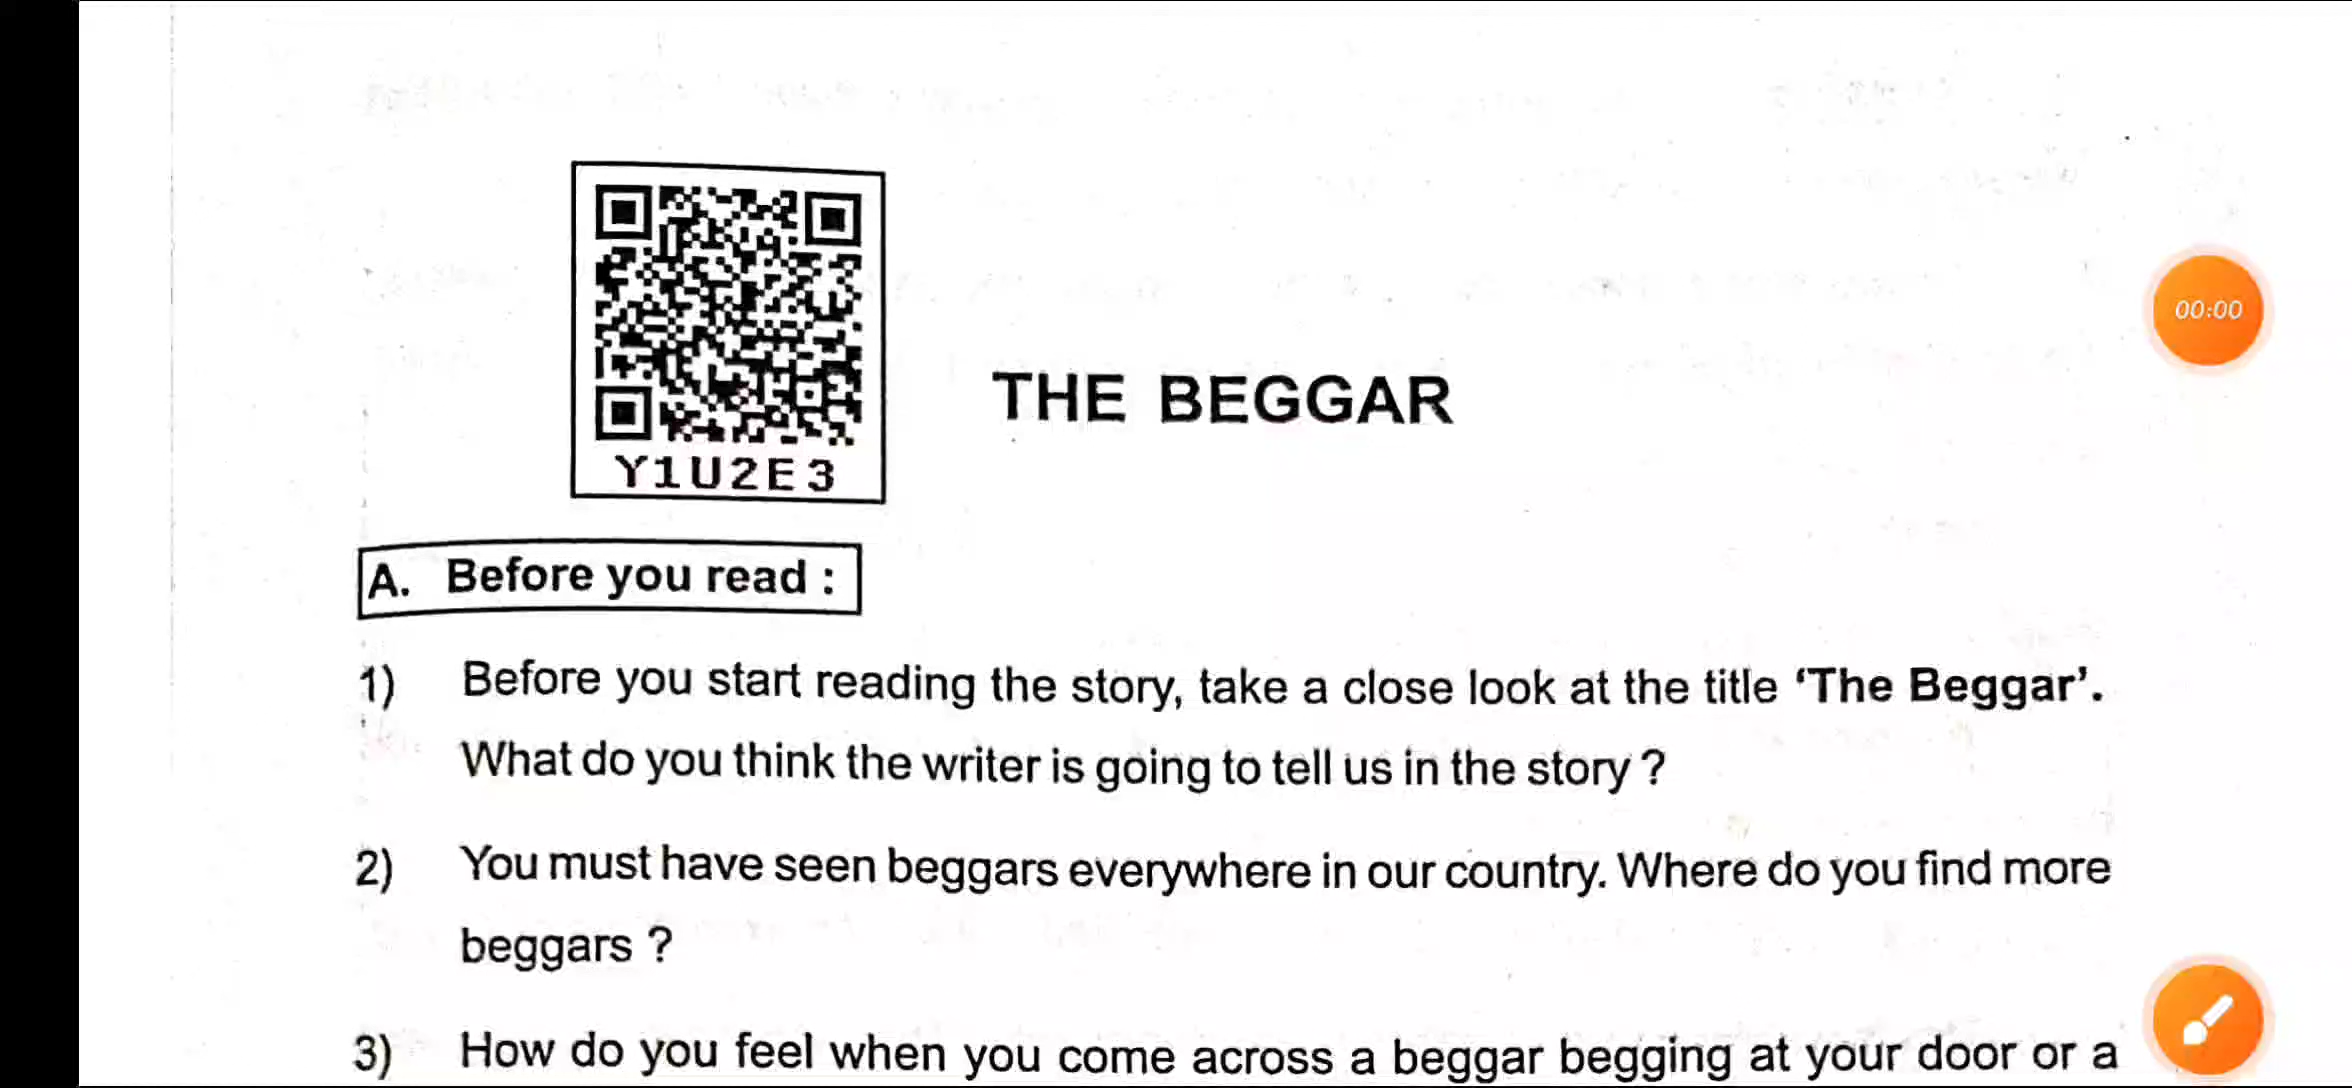 Y1U2E3
THE BEGGAR
00:00
A. Before you read :
1) Before you start reading the story, take a close look at the title ‘The Beggar’.
What do you think the writer is going to tell us in the story ?
2) You must have seen beggars everywhere in our country. Where do you find more
beggars ?
3) How do you feel when you come across a beggar begging at your door or a